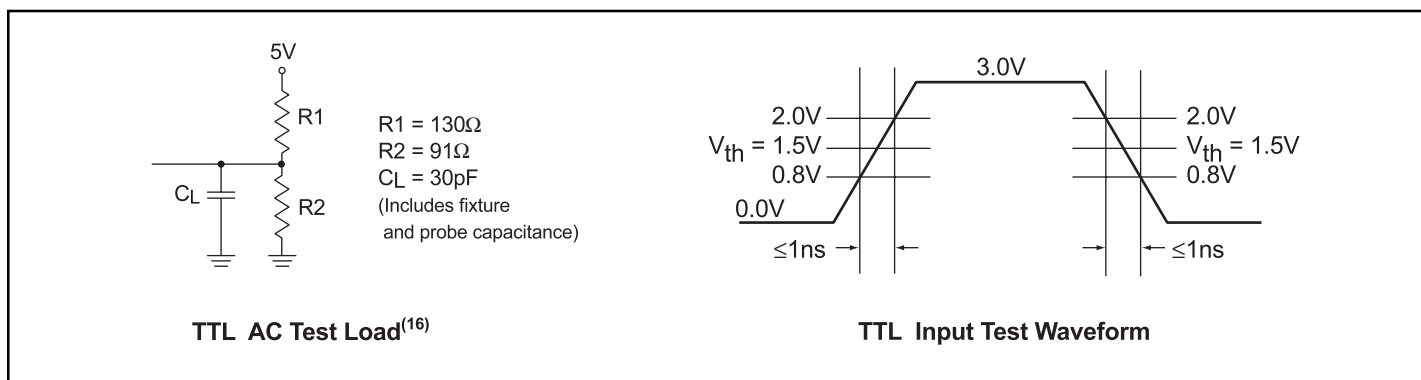 5V
R1
R1 = 130Ω
R2 = 91Ω
CL = 30pF
(Includes fixture
and probe capacitance)
CL
R2
TTL AC Test Load(16)
3.0V
2.0V
2.0V
Vth = 1.5V
Vth = 1.5V
0.8V
0.8V
0.0V
≤1ns
≤1ns
TTL Input Test Waveform